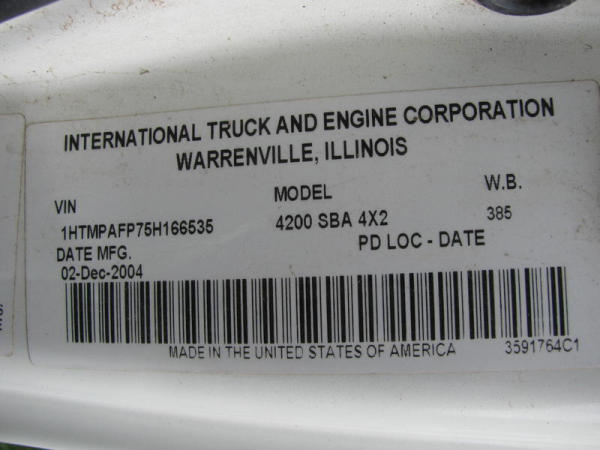 INTERNATIONAL TRUCK AND ENGINE CORPORATION
WARRENVILLE, ILLINOIS
VIN MODEL W.B.
1HTMPAFP75H166535 4200 SBA 4X2 385
DATE MFG. PD LOC - DATE
02-Dec-2004
MADE IN THE UNITED STATES OF AMERICA 3591764C1